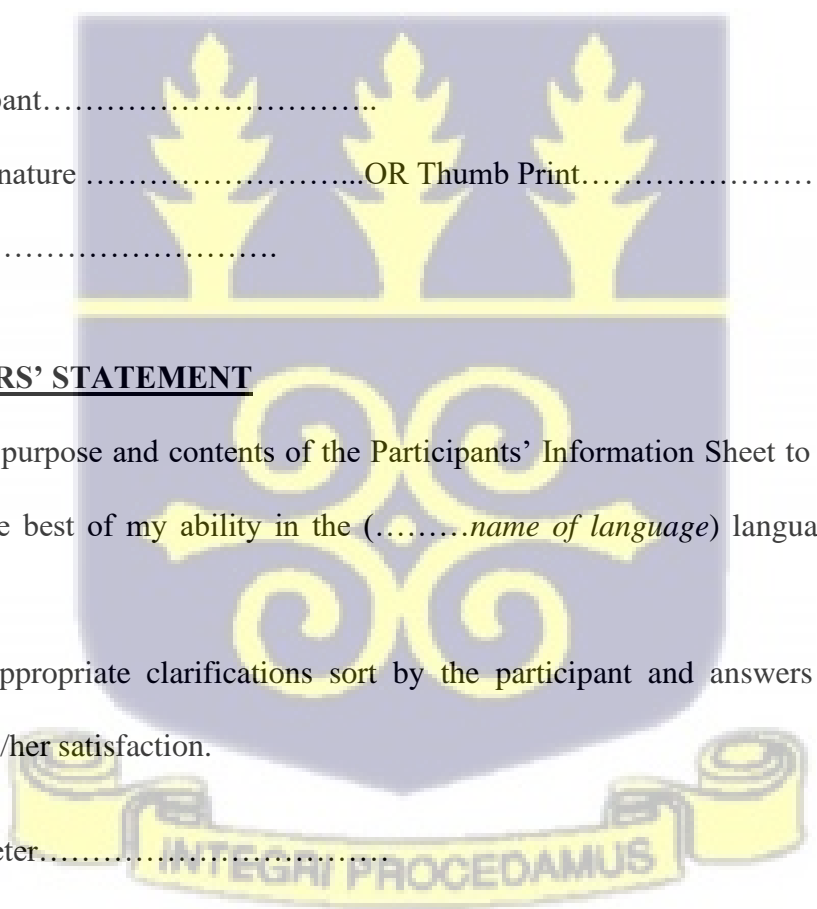 pant…………………………..
nature ……………………...OR Thumb Print…………………
……………………….
RS’ STATEMENT
purpose and contents of the Participants’ Information Sheet to
e best of my ability in the (………name of language) langua
ppropriate clarifications sort by the participant and answers
/her satisfaction.
eter……………………………
INTEGRI PROCEDAMUS